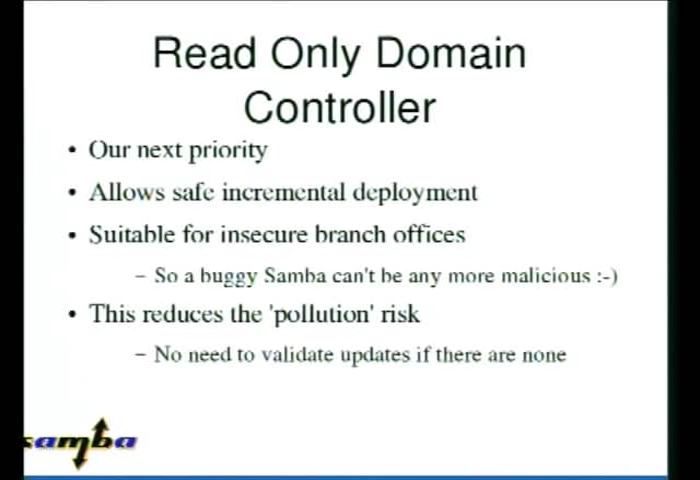 Read Only Domain
Controller
• Our next priority
• Allows safe incremental deployment
• Suitable for insecure branch offices
– So a buggy Samba can't be any more malicious :-)
• This reduces the 'pollution' risk
– No need to validate updates if there are none
samba